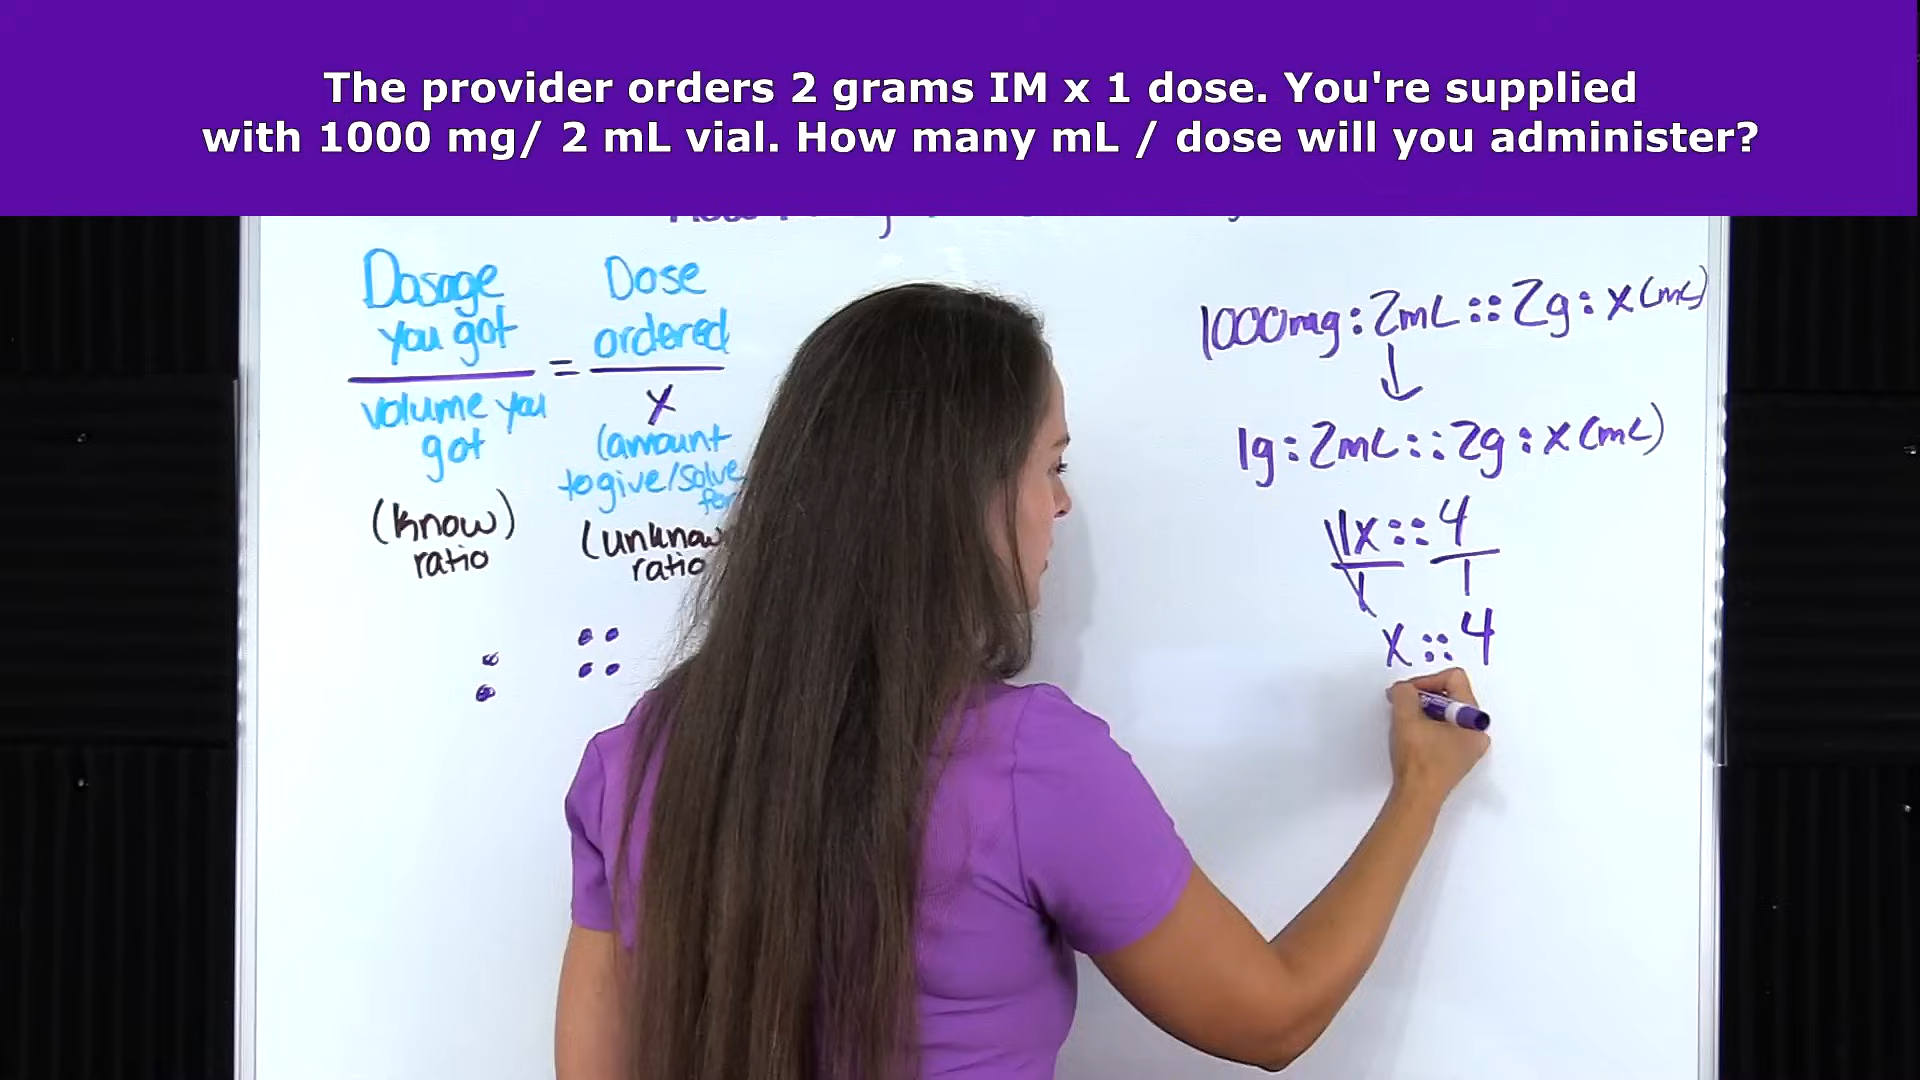 The provider orders 2 grams IM x 1 dose. You're supplied
with 1000 mg/ 2 mL vial. How many mL / dose will you administer?
Dosage
you got
volume you
got
(know)
ratio
=
Dose
ordered
x
(amount
to give/solve
for
(unknow
ratio
:
::
1000mg:2mL::2g:x(mL)
↓
1g:2mL::2g:x(mL)
1x::4
1 1
x::4